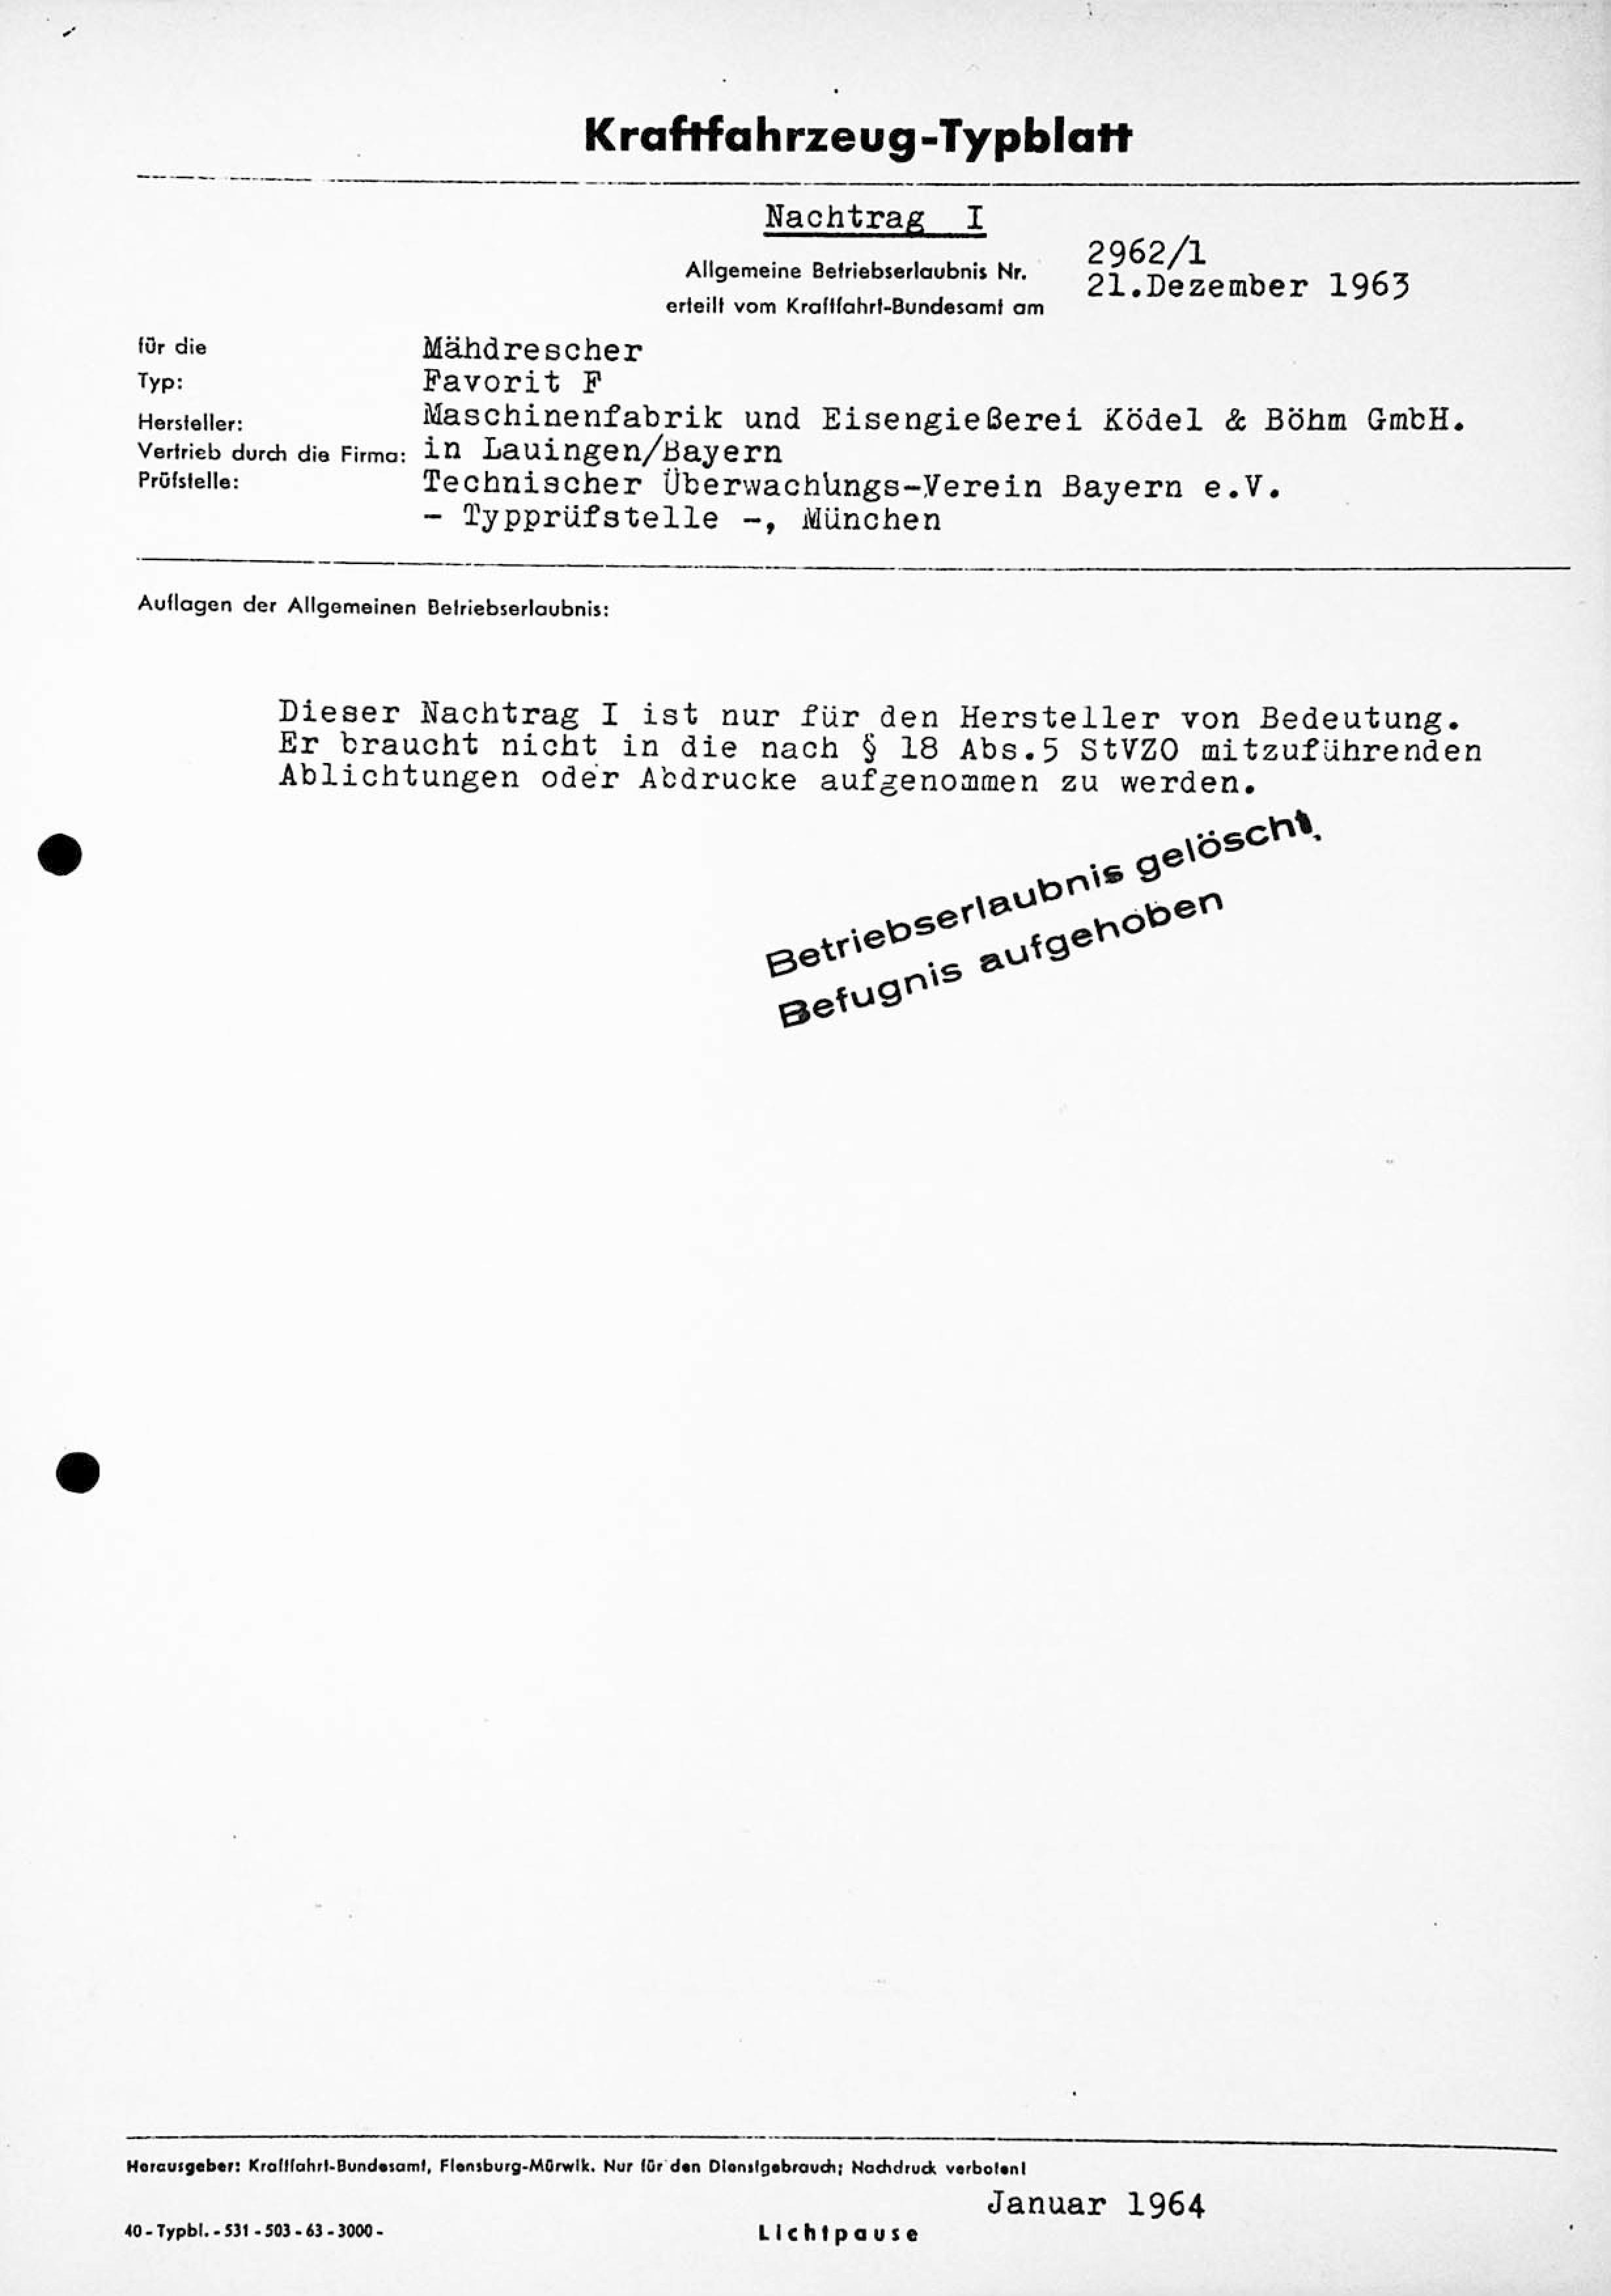 Kraftfahrzeug-Typblatt
Nachtrag I
Allgemeine Betriebserlaubnis Nr. 2962/1
erteilt vom Kraftfahrt-Bundesamt am 21.Dezember 1963
für die Mähdrescher
Typ: Favorit F
Hersteller: Maschinenfabrik und Eisengießerei Ködel & Böhm GmbH.
Vertrieb durch die Firma: in Lauingen/Bayern
Prüfstelle: Technischer Überwachungs-Verein Bayern e.V.
- Typprüfstelle -, München
Auflagen der Allgemeinen Betriebserlaubnis:
Dieser Nachtrag I ist nur für den Hersteller von Bedeutung.
Er braucht nicht in die nach § 18 Abs.5 StVZO mitzuführenden
Ablichtungen oder Abdrucke aufgenommen zu werden.
Betriebserlaubnis gelöscht,
Befugnis aufgehoben
Herausgeber: Kraftfahrt-Bundesamt, Flensburg-Mürwik. Nur für den Dienstgebrauch; Nachdruck verboten!
Januar 1964
40 - Typbl. - 531 - 503 - 63 - 3000 -
Lichtpause